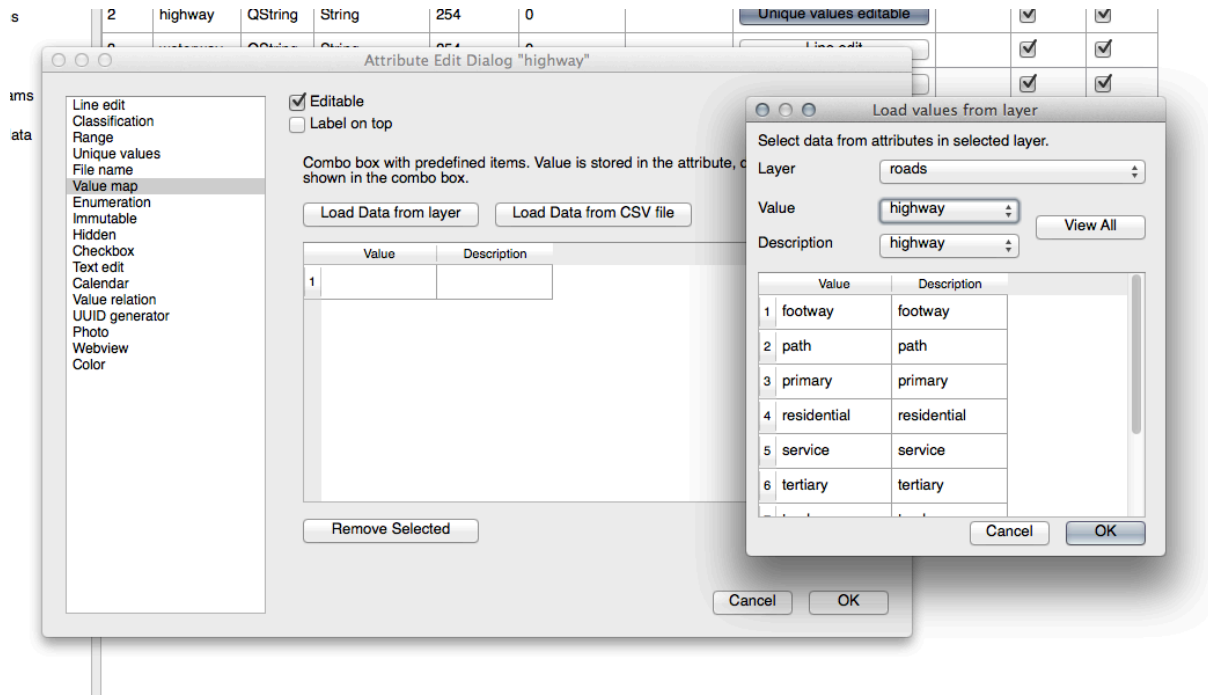 s
2 highway QString String 254 0 Unique values editable
Line edit
ams
ata
Attribute Edit Dialog "highway"
Line edit
Classification
Range
Unique values
File name
Value map
Enumeration
Immutable
Hidden
Checkbox
Text edit
Calendar
Value relation
UUID generator
Photo
Webview
Color
Editable
Label on top
Combo box with predefined items. Value is stored in the attribute,
shown in the combo box.
Load Data from layer Load Data from CSV file
Value Description
1
Remove Selected
Cancel OK
Load values from layer
Select data from attributes in selected layer.
Layer roads
Value highway
View All
Description highway
Value Description
1 footway footway
2 path path
3 primary primary
4 residential residential
5 service service
6 tertiary tertiary
Cancel OK